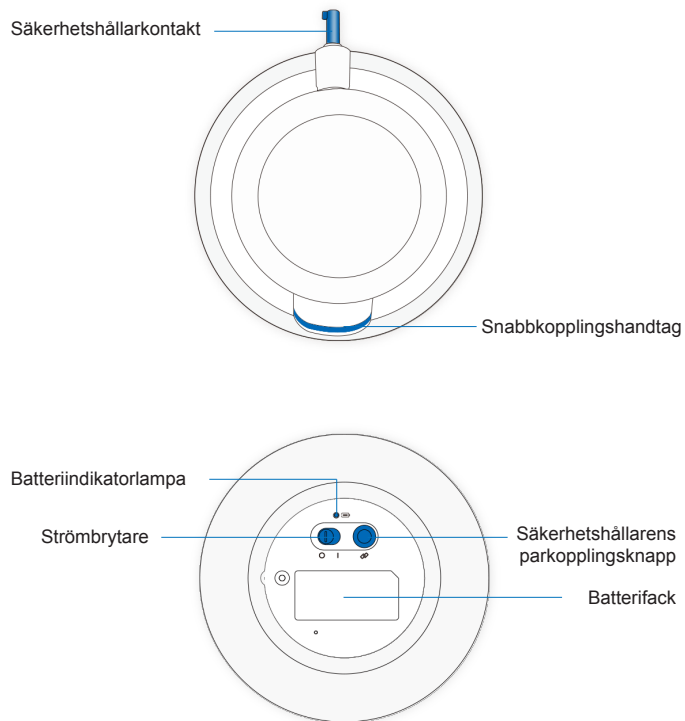 Säkerhetshållarkontakt
Snabbkopplingshandtag
Batteriindikatorlampa
Strömbrytare
Säkerhetshållarens
parkopplingsknapp
Batterifack